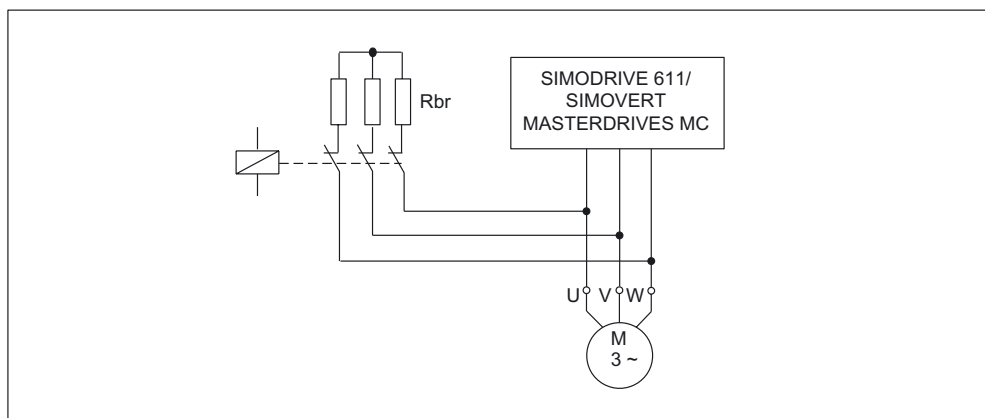 SIMODRIVE 611/
SIMOVERT
MASTERDRIVES MC
Rbr
U V W
M
3 ~